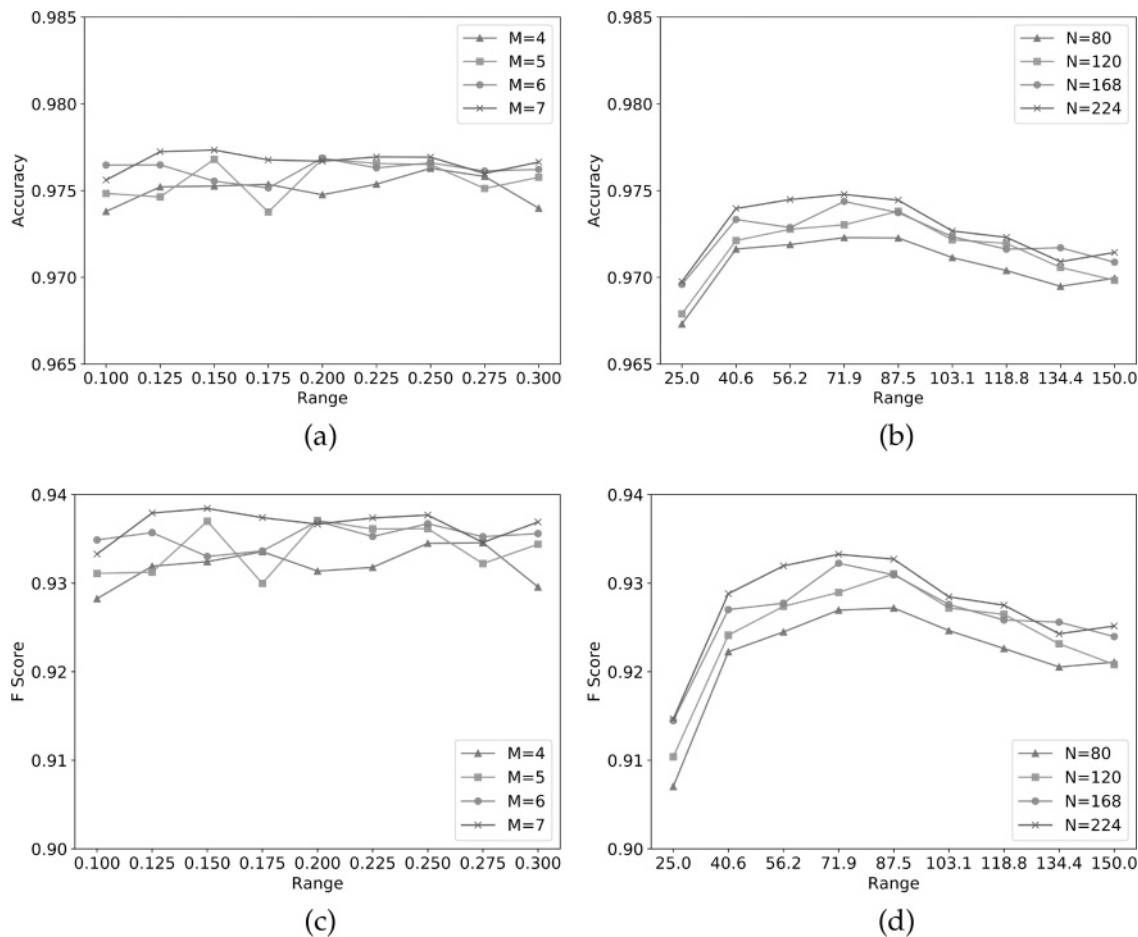 0.985
0.980
0.975
0.970
0.965
Accuracy
M=4
M=5
M=6
M=7
0.100 0.125 0.150 0.175 0.200 0.225 0.250 0.275 0.300
Range
(a)
0.985
0.980
0.975
0.970
0.965
Accuracy
N=80
N=120
N=168
N=224
25.0 40.6 56.2 71.9 87.5 103.1 118.8 134.4 150.0
Range
(b)
0.94
0.93
0.92
0.91
0.90
F Score
M=4
M=5
M=6
M=7
0.100 0.125 0.150 0.175 0.200 0.225 0.250 0.275 0.300
Range
(c)
0.94
0.93
0.92
0.91
0.90
F Score
N=80
N=120
N=168
N=224
25.0 40.6 56.2 71.9 87.5 103.1 118.8 134.4 150.0
Range
(d)